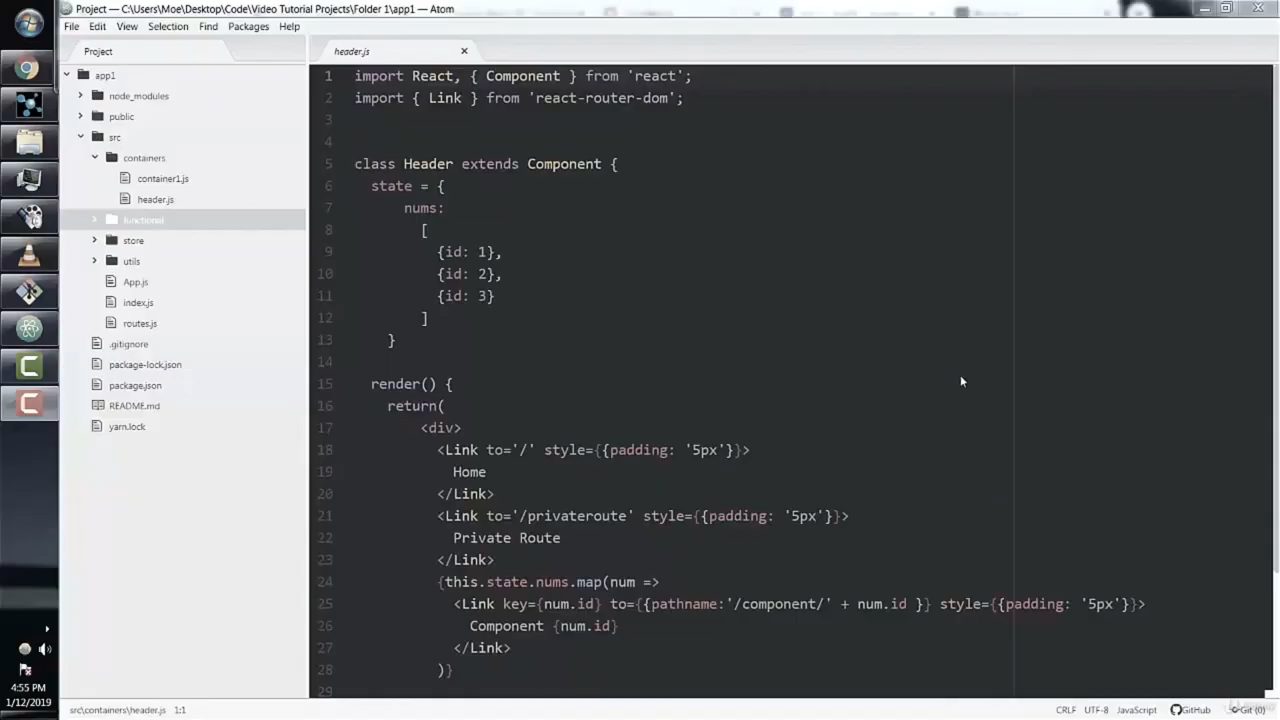 Project — C:\Users\Moe\Desktop\Code\Video Tutorial Projects\Folder 1\app1 — Atom
File Edit View Selection Find Packages Help
Project
header.js
app1
node_modules
public
src
containers
container1.js
header.js
functional
store
utils
App.js
index.js
routes.js
.gitignore
package-lock.json
package.json
README.md
yarn.lock
1 import React, { Component } from 'react';
2 import { Link } from 'react-router-dom';
3
4
5 class Header extends Component {
6 state = {
7 nums:
8 [
9 {id: 1},
10 {id: 2},
11 {id: 3}
12 ]
13 }
14
15 render() {
16 return(
17 <div>
18 <Link to='/' style={{padding: '5px'}}>
19 Home
20 </Link>
21 <Link to='/privateroute' style={{padding: '5px'}}>
22 Private Route
23 </Link>
24 {this.state.nums.map(num =>
25 <Link key={num.id} to={{pathname:'/component/' + num.id }} style={{padding: '5px'}}>
26 Component {num.id}
27 </Link>
28 )}
29
4:55 PM
1/12/2019
src\containers\header.js 1:1
CRLF UTF-8 JavaScript GitHub Git (0)